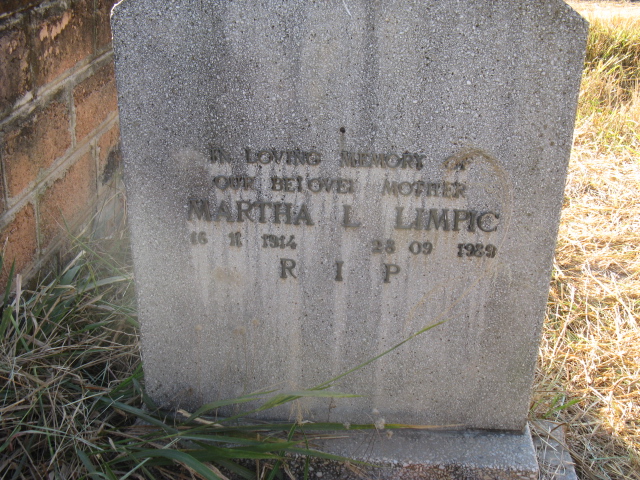 IN LOVING MEMORY OF
OUR BELOVED MOTHER
MARTHA L LIMPIC
16 11 1914 28 09 1989
R I P